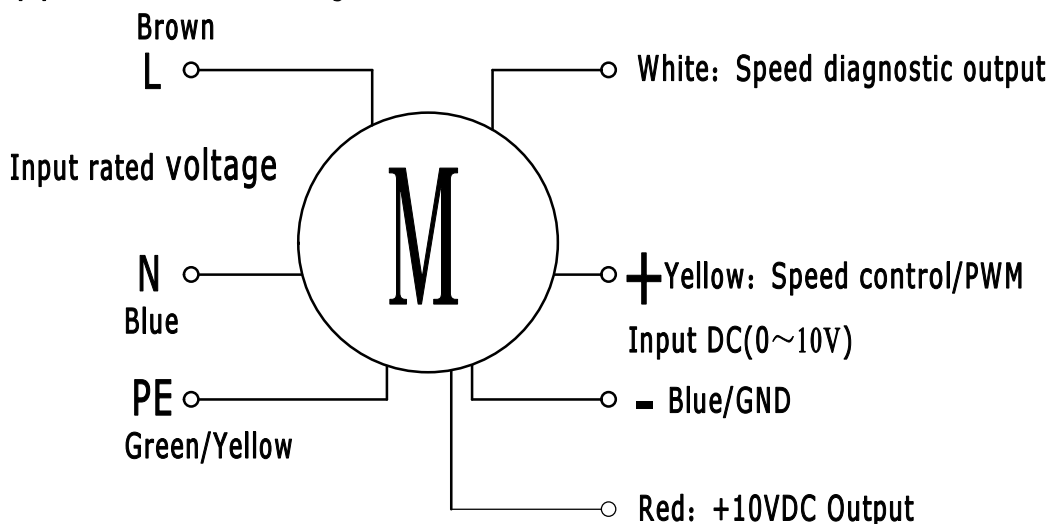 Brown
L
White: Speed diagnostic output
Input rated voltage
M
N
+Yellow: Speed control/PWM
Blue
Input DC(0～10V)
PE
- Blue/GND
Green/Yellow
Red: +10VDC Output